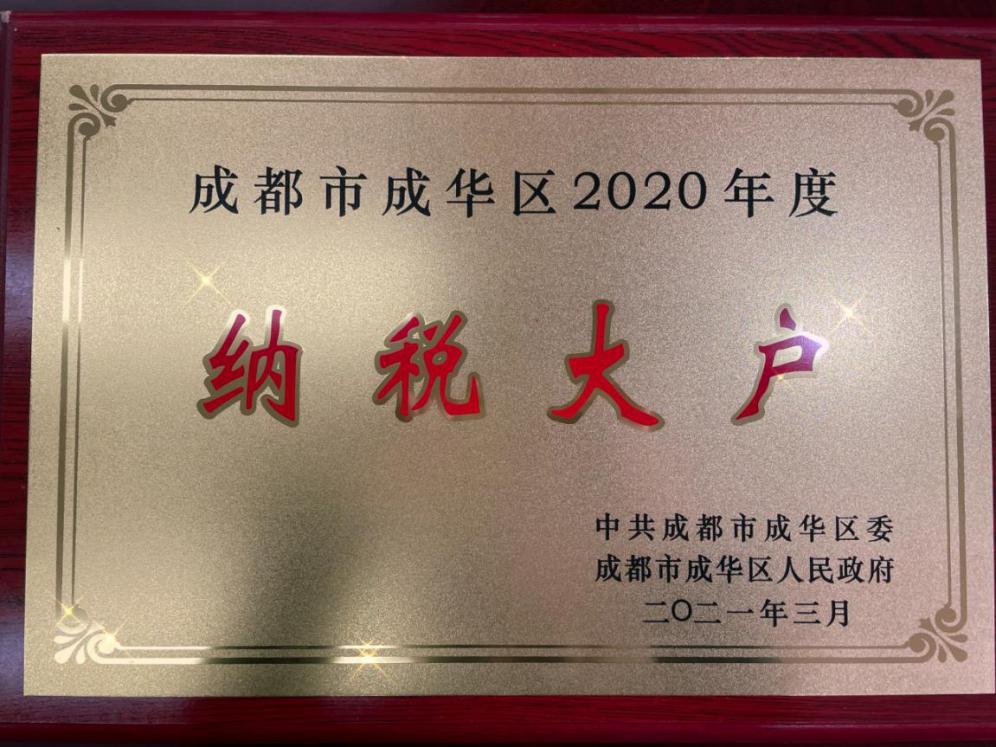 成都市成华区2020年度
纳税大户
中共成都市成华区委
成都市成华区人民政府
二〇二一年三月